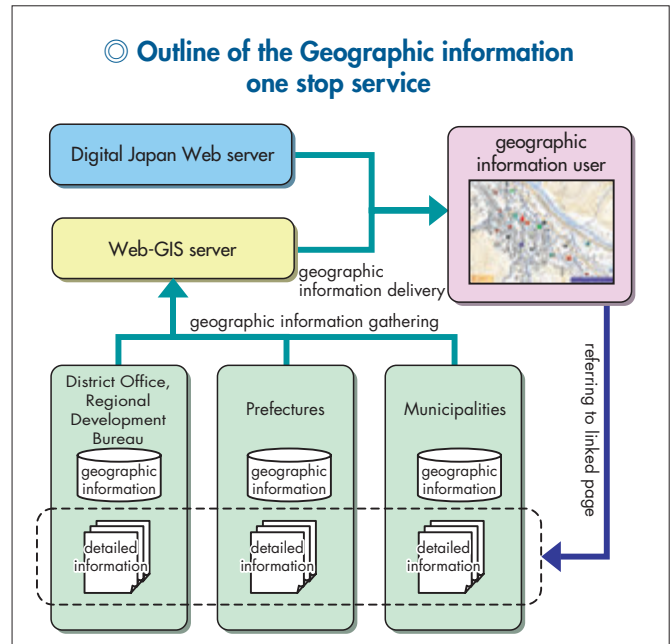 ◎ Outline of the Geographic information
one stop service
Digital Japan Web server
geographic
information user
Web-GIS server
geographic
information delivery
geographic information gathering
District Office,
Regional
Development
Bureau
geographic
information
detailed
information
Prefectures
geographic
information
detailed
information
Municipalities
geographic
information
detailed
information
referring to linked page